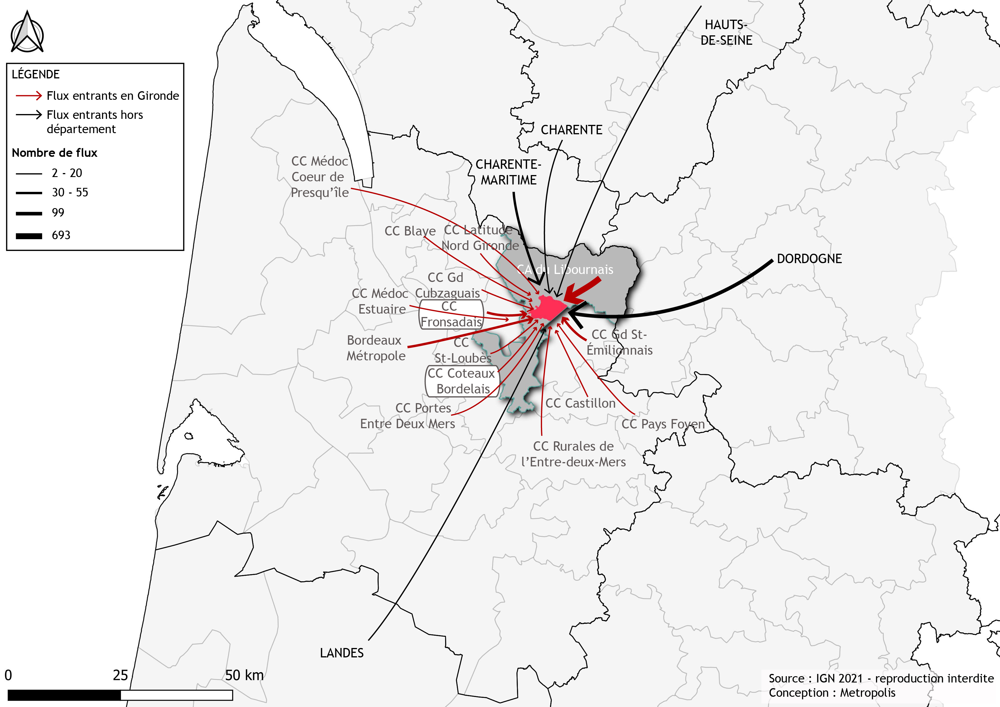 LÉGENDE
Flux entrants en Gironde
Flux entrants hors
département
Nombre de flux
2 - 20
30 - 55
99
693
HAUTS-
DE-SEINE
CHARENTE
CHARENTE-
MARITIME
CC Médoc
Coeur de
Presqu’île
CC Blaye
CC Latitude
Nord Gironde
CA du Libournais
DORDOGNE
CC Gd
Cubzaguais
CC Médoc
Estuaire
CC
Fronsadais
Bordeaux
Métropole
CC
St-Loubès
CC Gd St-
Émilionnais
CC Coteaux
Bordelais
CC Portes
Entre Deux Mers
CC Castillon
CC Pays Foyen
CC Rurales de
l’Entre-deux-Mers
LANDES
0 25 50 km
Source : IGN 2021 - reproduction interdite
Conception : Metropolis